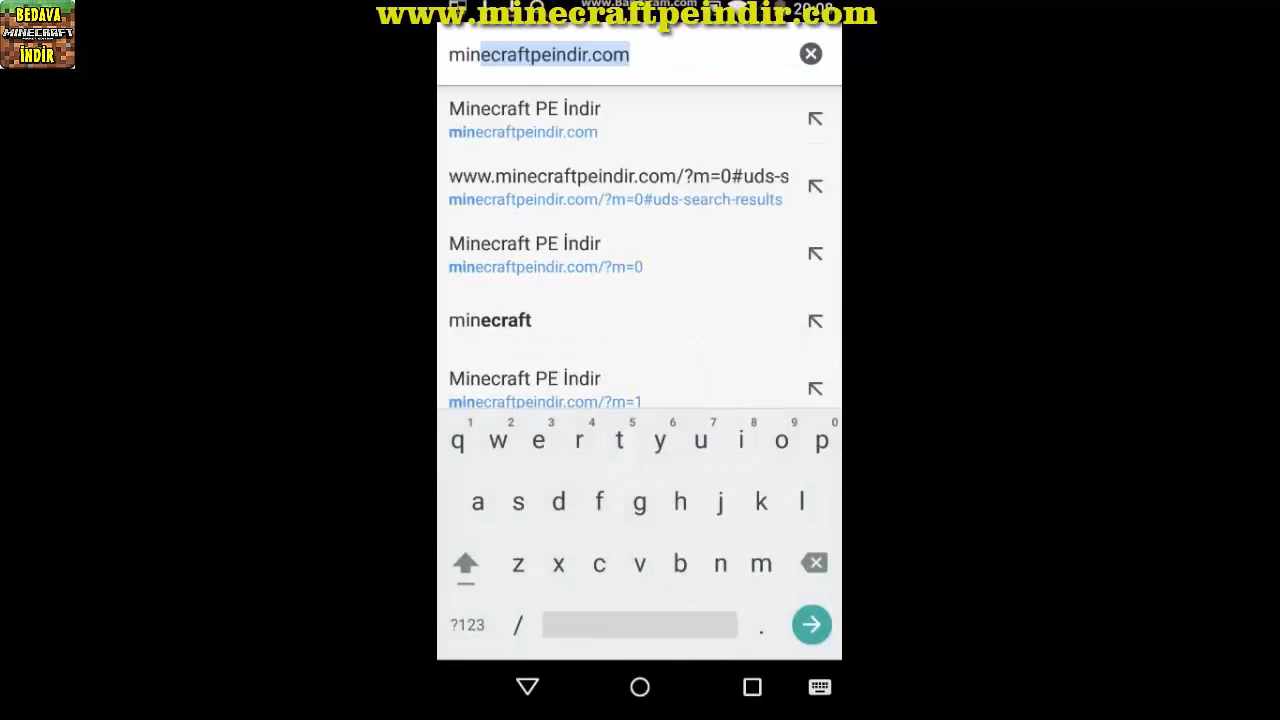 BEDAVA
MINECRAFT
İNDİR
www.minecraftpeindir.com
20:08
minecraftpeindir.com
Minecraft PE İndir
minecraftpeindir.com
www.minecraftpeindir.com/?m=0#uds-s
minecraftpeindir.com/?m=0#uds-search-results
Minecraft PE İndir
minecraftpeindir.com/?m=0
minecraft
Minecraft PE İndir
minecraftpeindir.com/?m=1
1 2 3 4 5 6 7 8 9 0
q w e r t y u i o p
a s d f g h j k l
z x c v b n m
?123 / .